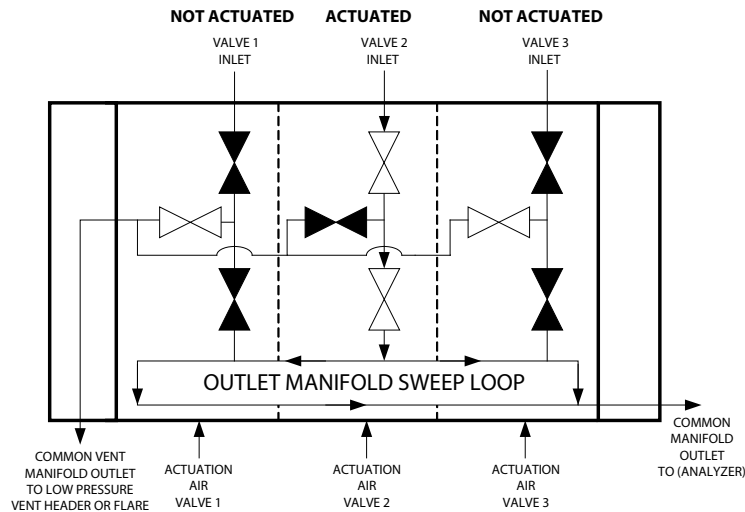 NOT ACTUATED
ACTUATED
NOT ACTUATED
VALVE 1
INLET
VALVE 2
INLET
VALVE 3
INLET
OUTLET MANIFOLD SWEEP LOOP
COMMON VENT
MANIFOLD OUTLET
TO LOW PRESSURE
VENT HEADER OR FLARE
ACTUATION
AIR
VALVE 1
ACTUATION
AIR
VALVE 2
ACTUATION
AIR
VALVE 3
COMMON
MANIFOLD
OUTLET
TO (ANALYZER)